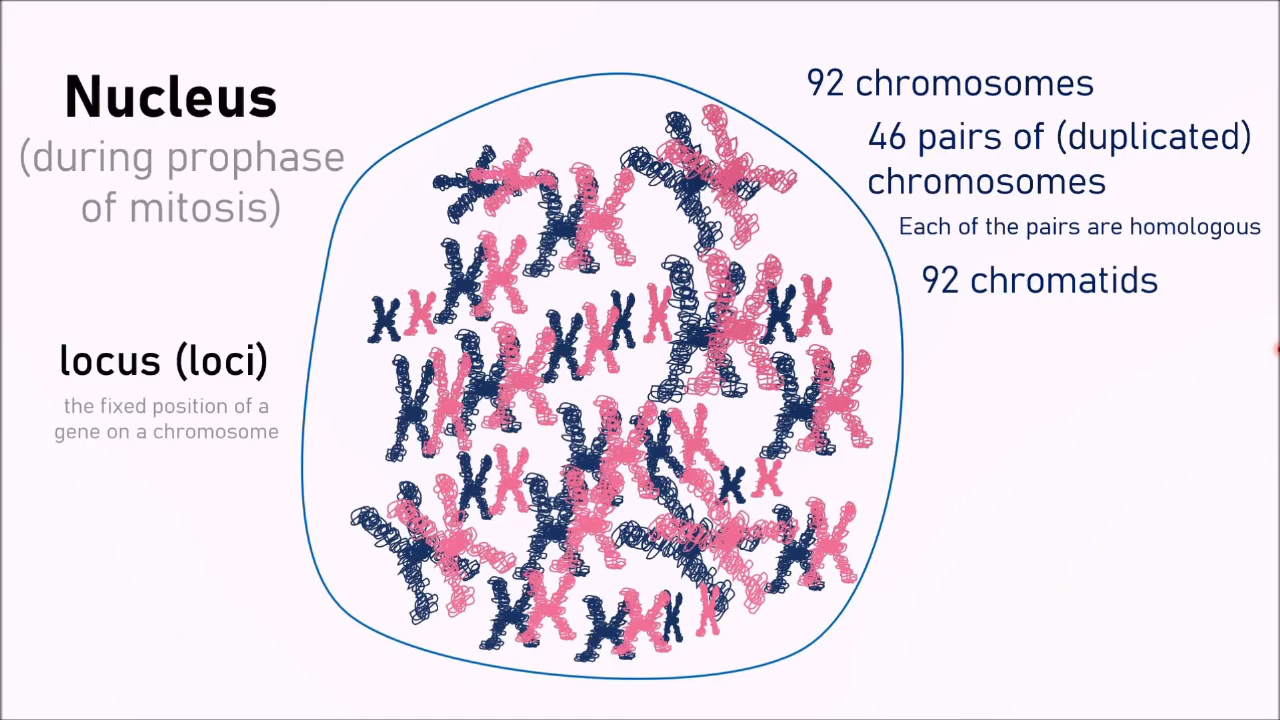 Nucleus
(during prophase
of mitosis)
locus (loci)
the fixed position of a
gene on a chromosome
92 chromosomes
46 pairs of (duplicated)
chromosomes
Each of the pairs are homologous
92 chromatids